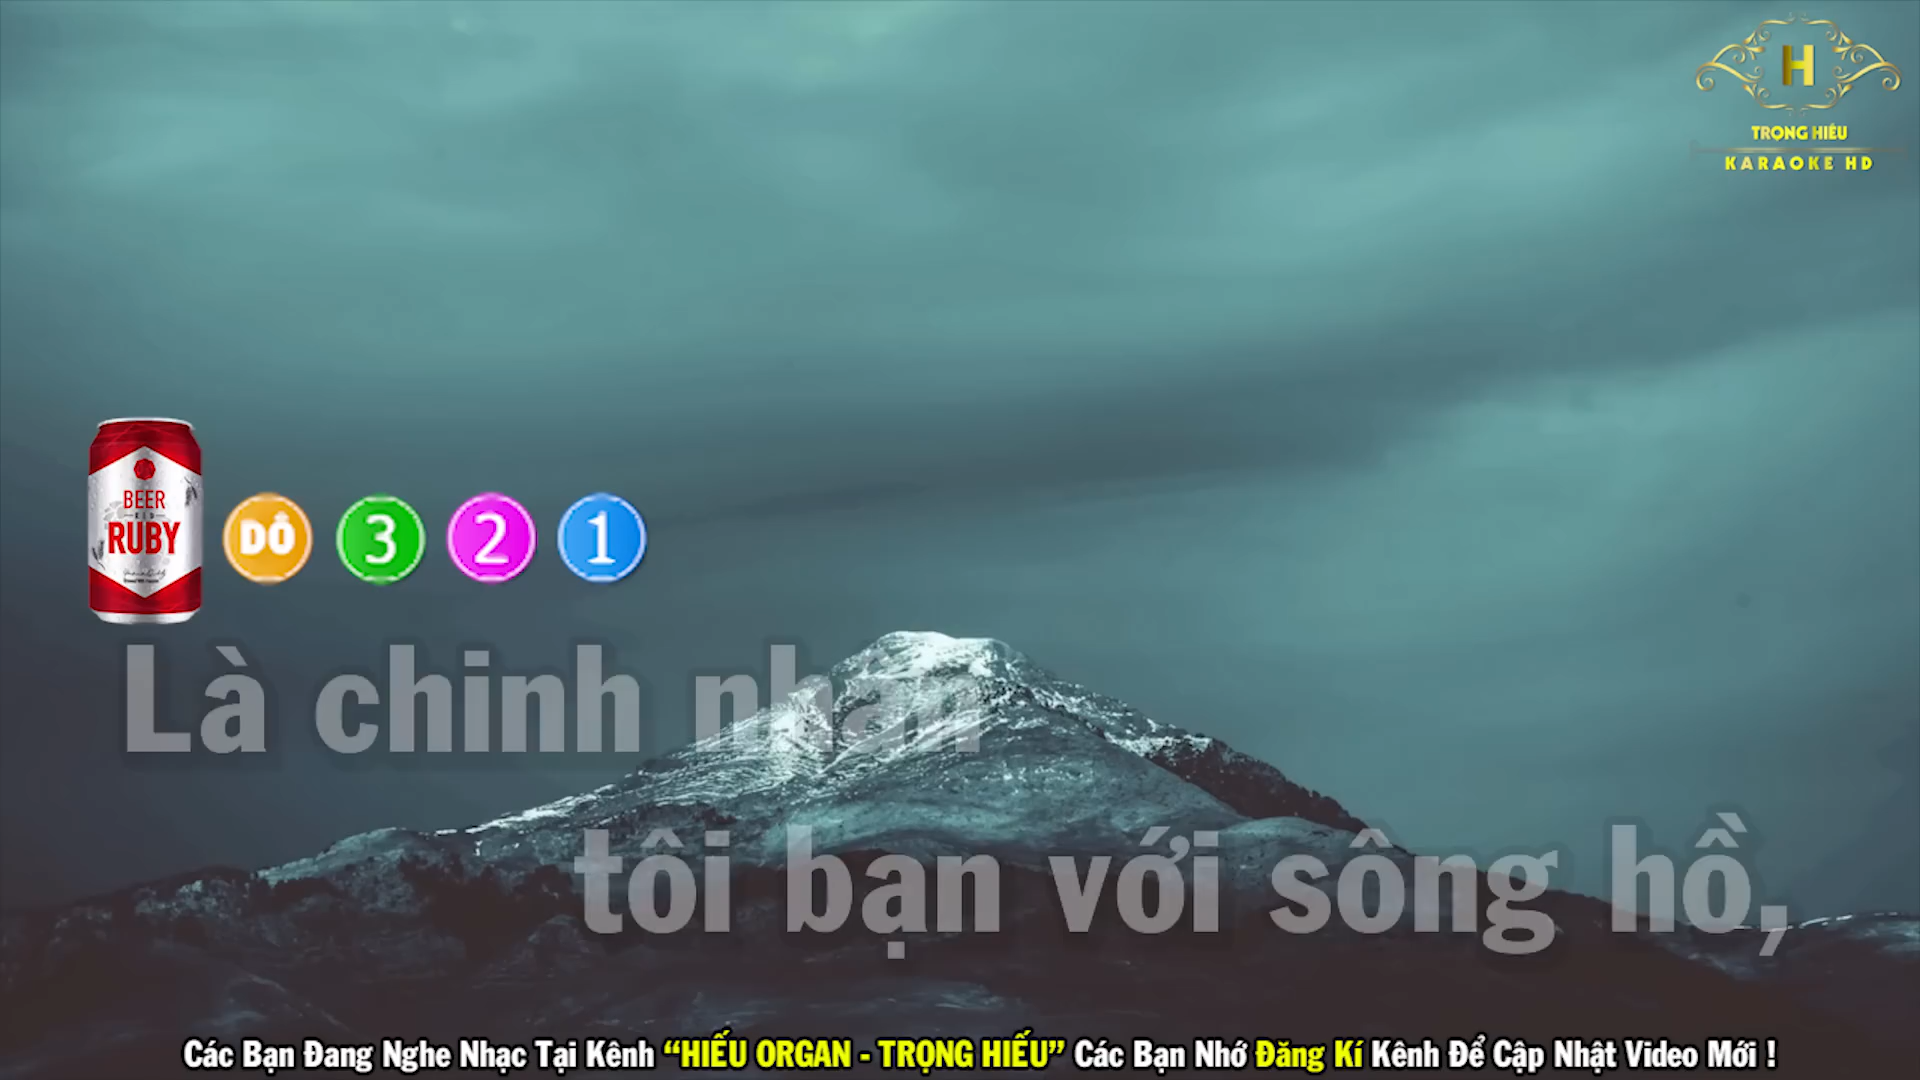 H
TRỌNG HIẾU
KARAOKE HD
BEER
RUBY
DÔ 3 2 1
Là chinh nhân
tôi bạn với sông hồ,
Các Bạn Đang Nghe Nhạc Tại Kênh “HIẾU ORGAN - TRỌNG HIẾU” Các Bạn Nhớ Đăng Kí Kênh Để Cập Nhật Video Mới !